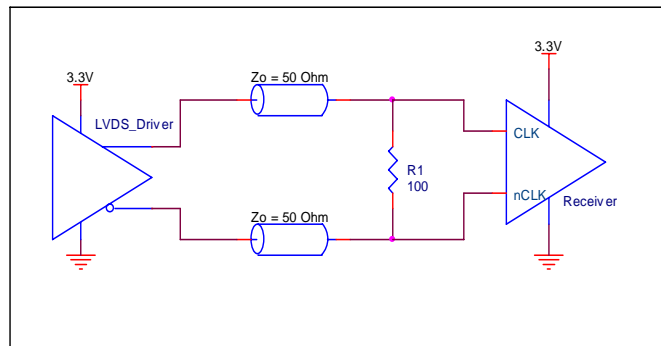 3.3V
3.3V
Zo = 50 Ohm
LVDS_Driver
CLK
R1
100
nCLK
Receiver
Zo = 50 Ohm